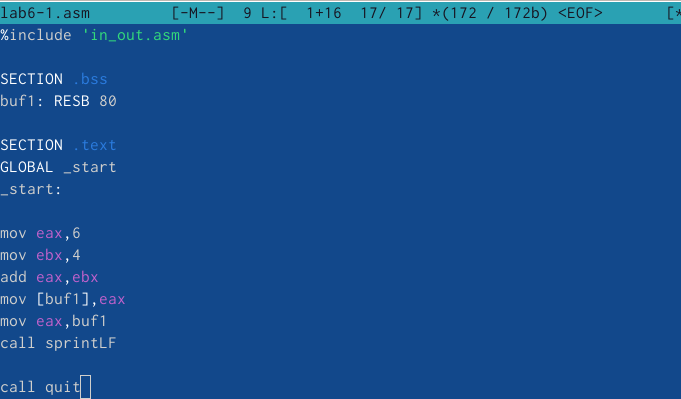 lab6-1.asm         [-M--]  9 L:[  1+16  17/ 17] *(172 / 172b) <EOF>       [*
%include 'in_out.asm'
SECTION .bss
buf1: RESB 80
SECTION .text
GLOBAL _start
_start:
mov eax,6
mov ebx,4
add eax,ebx
mov [buf1],eax
mov eax,buf1
call sprintLF
call quit